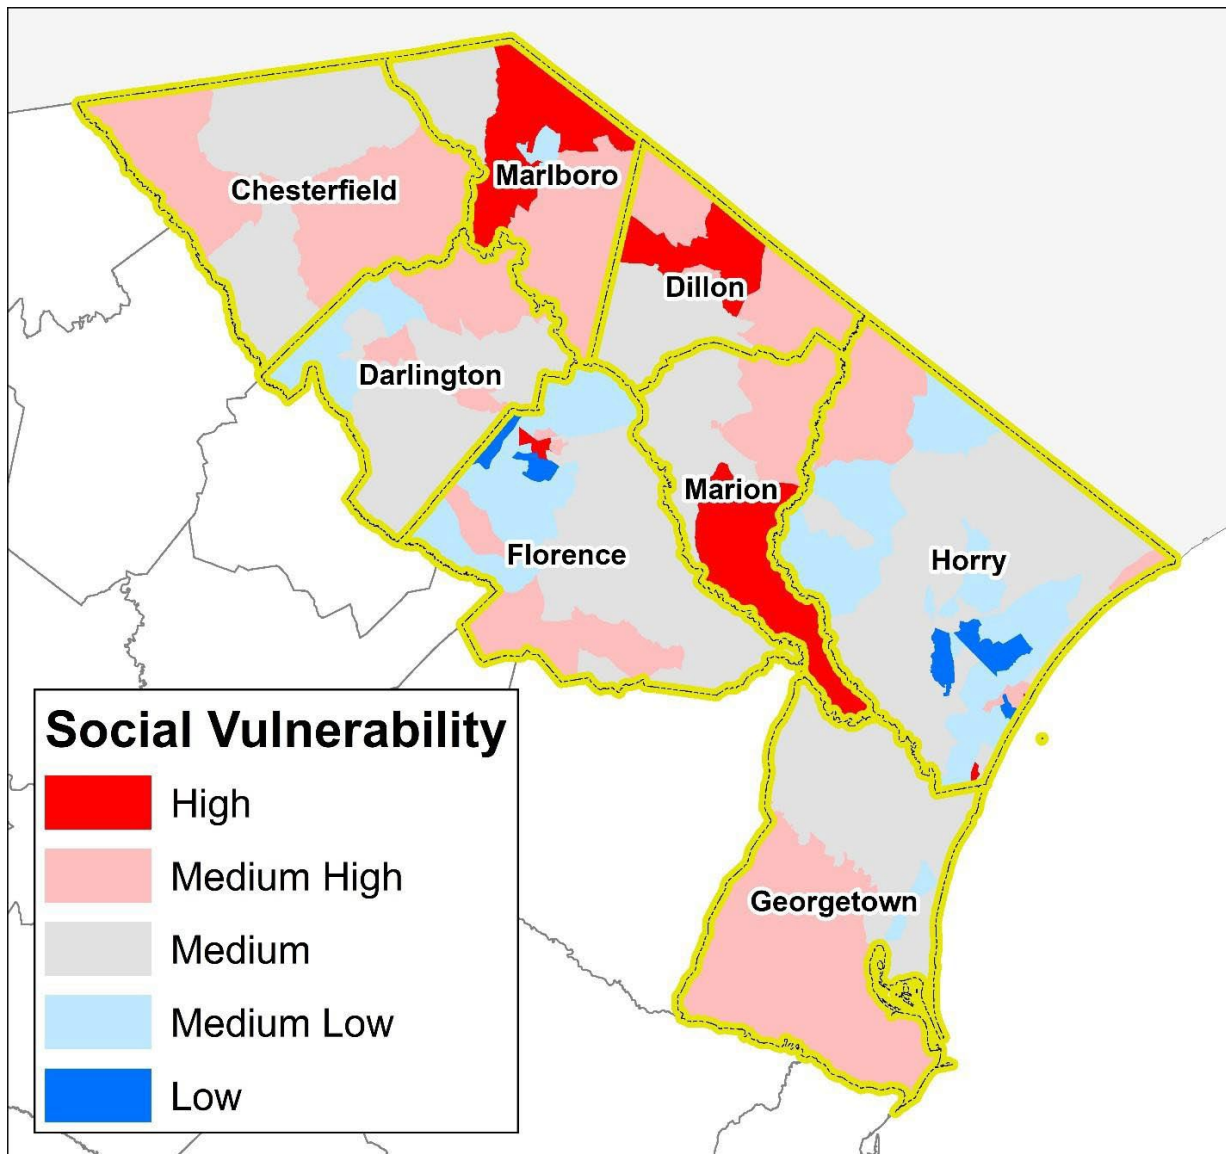 Chesterfield
Marlboro
Dillon
Darlington
Marion
Florence
Horry
Georgetown
Social Vulnerability
High
Medium High
Medium
Medium Low
Low